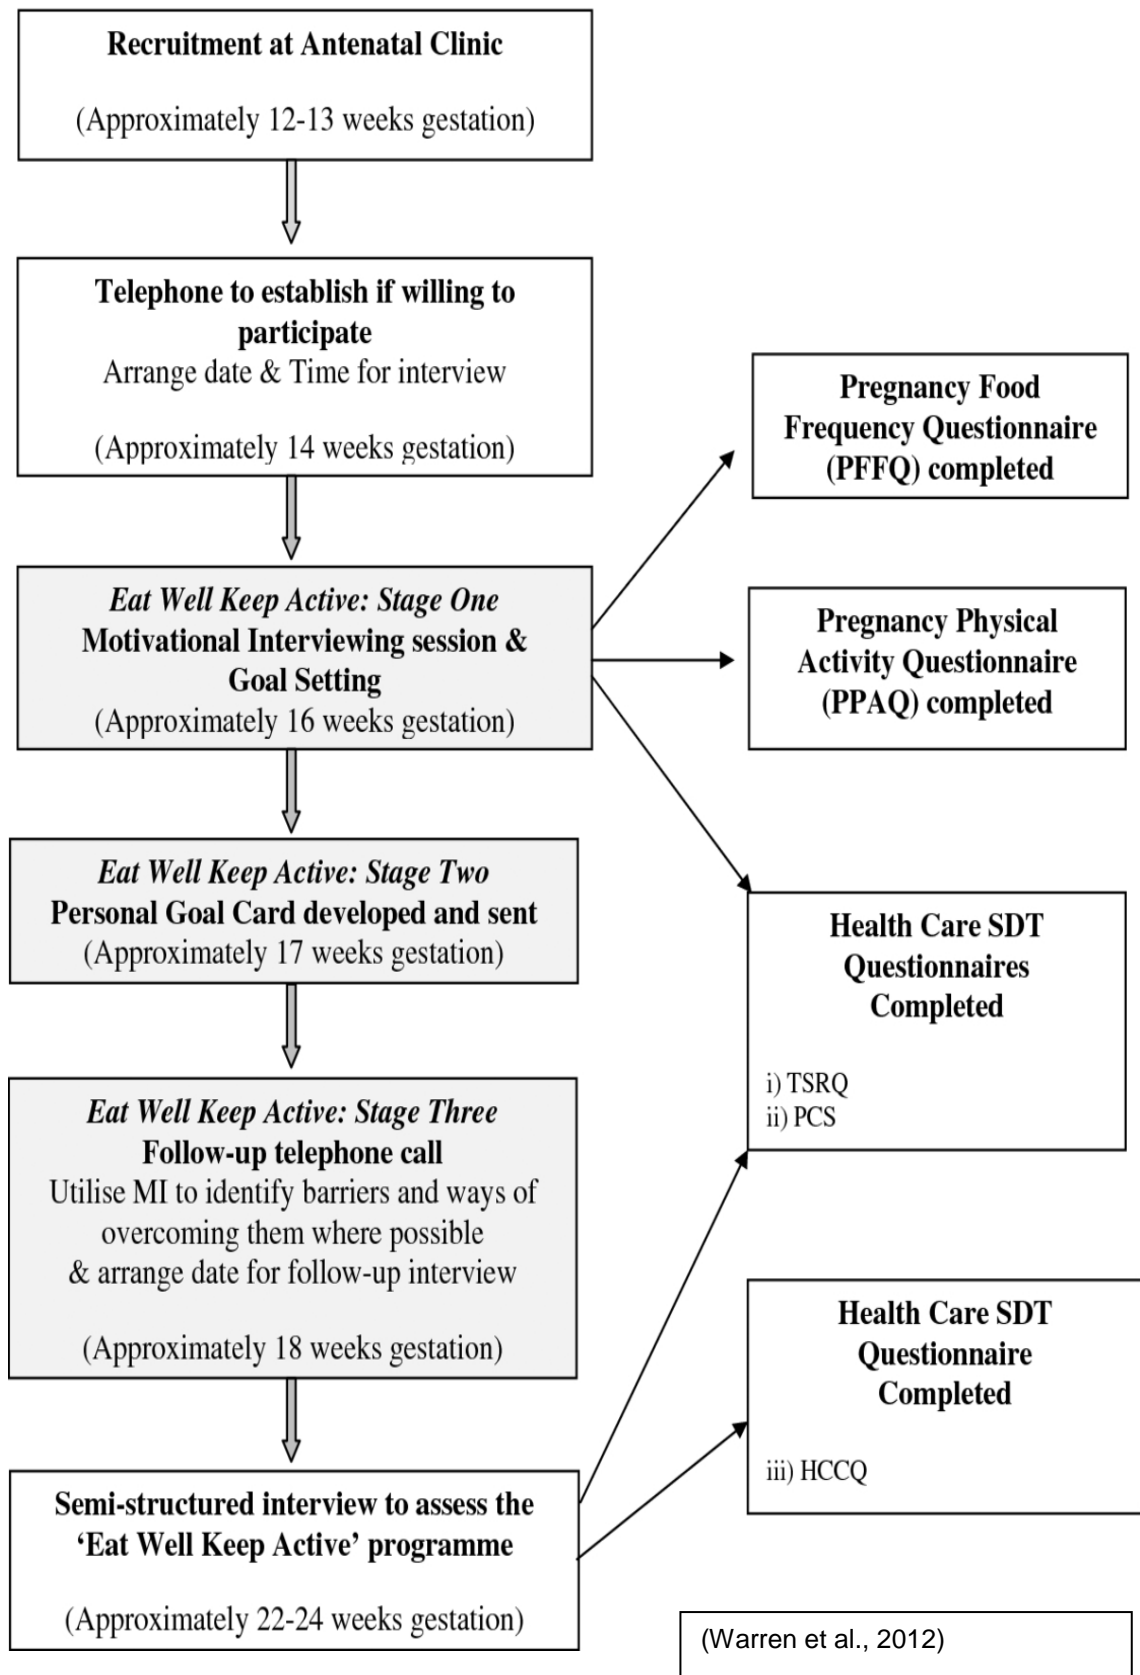 Recruitment at Antenatal Clinic
(Approximately 12-13 weeks gestation)
Telephone to establish if willing to
participate
Arrange date & Time for interview
(Approximately 14 weeks gestation)
Eat Well Keep Active: Stage One
Motivational Interviewing session &
Goal Setting
(Approximately 16 weeks gestation)
Eat Well Keep Active: Stage Two
Personal Goal Card developed and sent
(Approximately 17 weeks gestation)
Eat Well Keep Active: Stage Three
Follow-up telephone call
Utilise MI to identify barriers and ways of
overcoming them where possible
& arrange date for follow-up interview
(Approximately 18 weeks gestation)
Semi-structured interview to assess the
‘Eat Well Keep Active’ programme
(Approximately 22-24 weeks gestation)
Pregnancy Food
Frequency Questionnaire
(PFFQ) completed
Pregnancy Physical
Activity Questionnaire
(PPAQ) completed
Health Care SDT
Questionnaires
Completed
i) TSRQ
ii) PCS
Health Care SDT
Questionnaire
Completed
iii) HCCQ
(Warren et al., 2012)